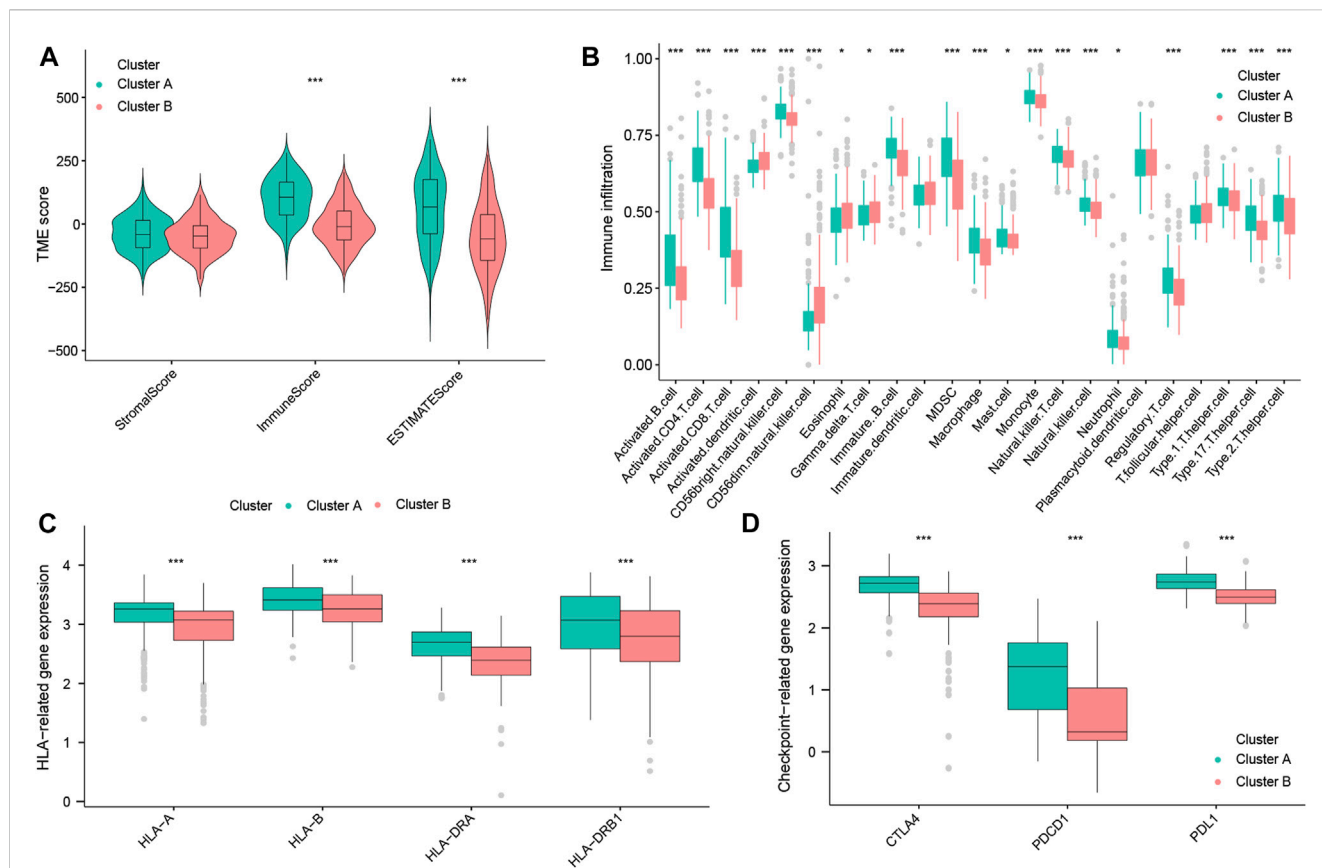 A
Cluster
Cluster A
Cluster B
***
***
500
250
0
−250
−500
TME score
StromalScore
ImmuneScore
ESTIMATEScore
B
*** *** *** *** *** *** * * *** *** *** * *** *** *** * *** *** *** ***
Cluster
Cluster A
Cluster B
1.00
0.75
0.50
0.25
0.00
Immune infiltration
Activated.B.cell
Activated.CD4.T.cell
Activated.CD8.T.cell
Activated.dendritic.cell
CD56bright.natural.killer.cell
CD56dim.natural.killer.cell
Eosinophil
Gamma.delta.T.cell
Immature..B.cell
Immature.dendritic.cell
MDSC
Macrophage
Mast.cell
Monocyte
Natural.killer.T.cell
Natural.killer.cell
Neutrophil
Plasmacytoid.dendritic.cell
Regulatory.T.cell
T.follicular.helper.cell
Type.1.T.helper.cell
Type.17.T.helper.cell
Type.2.T.helper.cell
C
Cluster Cluster A Cluster B
*** *** *** ***
4
3
2
1
0
HLA−related gene expression
HLA−A
HLA−B
HLA−DRA
HLA−DRB1
D
*** *** ***
3
2
1
0
Checkpoint−related gene expression
Cluster
Cluster A
Cluster B
CTLA4
PDCD1
PDL1